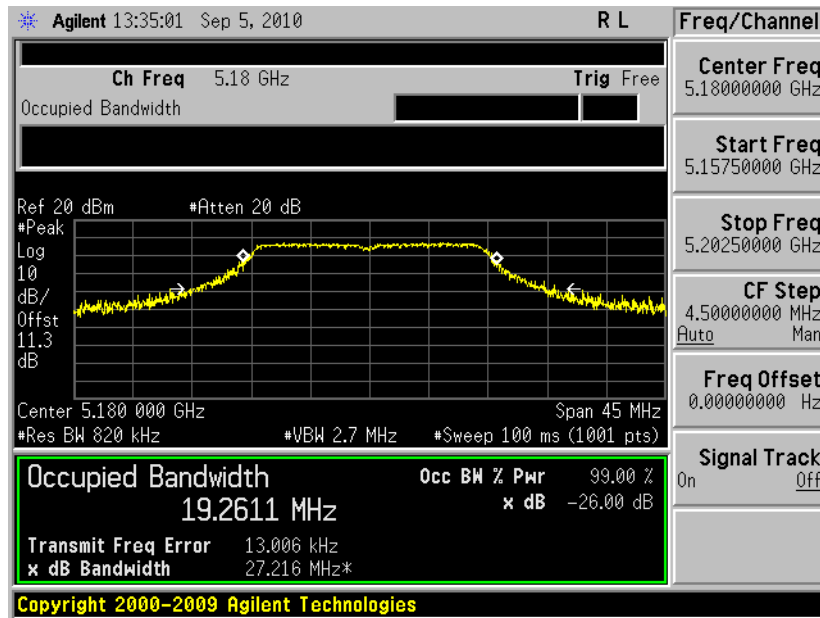 Agilent 13:35:01 Sep 5, 2010 R L
Ch Freq 5.18 GHz Trig Free
Occupied Bandwidth
Ref 20 dBm #Atten 20 dB
#Peak
Log
10
dB/
Offst
11.3
dB
Center 5.180 000 GHz Span 45 MHz
#Res BW 820 kHz #VBW 2.7 MHz #Sweep 100 ms (1001 pts)
Occupied Bandwidth Occ BW % Pwr 99.00 %
19.2611 MHz x dB -26.00 dB
Transmit Freq Error 13.006 kHz
x dB Bandwidth 27.216 MHz*
Copyright 2000-2009 Agilent Technologies
Freq/Channel
Center Freq
5.18000000 GHz
Start Freq
5.15750000 GHz
Stop Freq
5.20250000 GHz
CF Step
4.50000000 MHz
Auto Man
Freq Offset
0.00000000 Hz
Signal Track
On Off